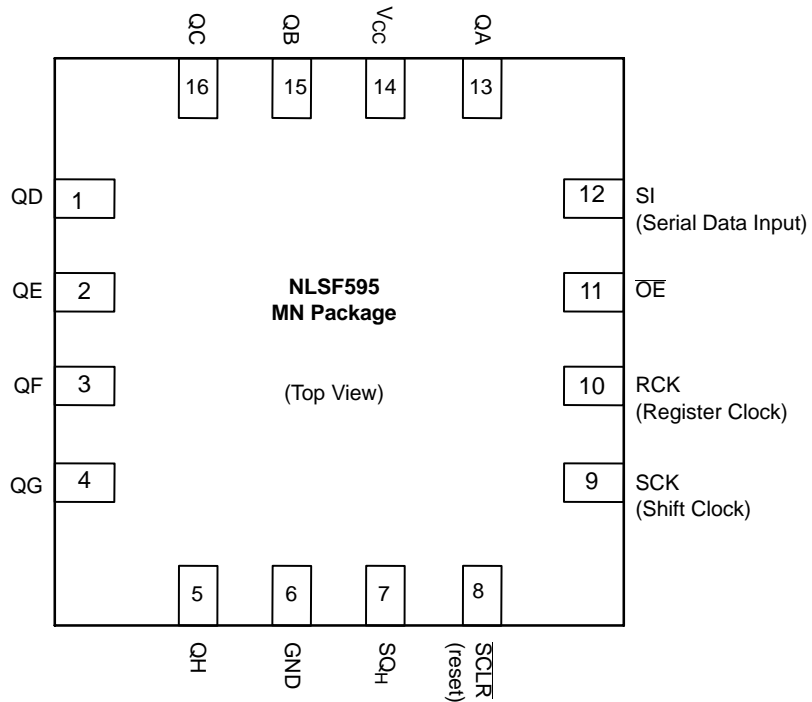 QC
QB
VCC
QA
16
15
14
13
QD
1
12
SI
(Serial Data Input)
QE
2
NLSF595
MN Package
11
O̅E̅
QF
3
(Top View)
10
RCK
(Register Clock)
QG
4
9
SCK
(Shift Clock)
5
6
7
8
QH
GND
SQH
S̅C̅L̅R̅
(reset)